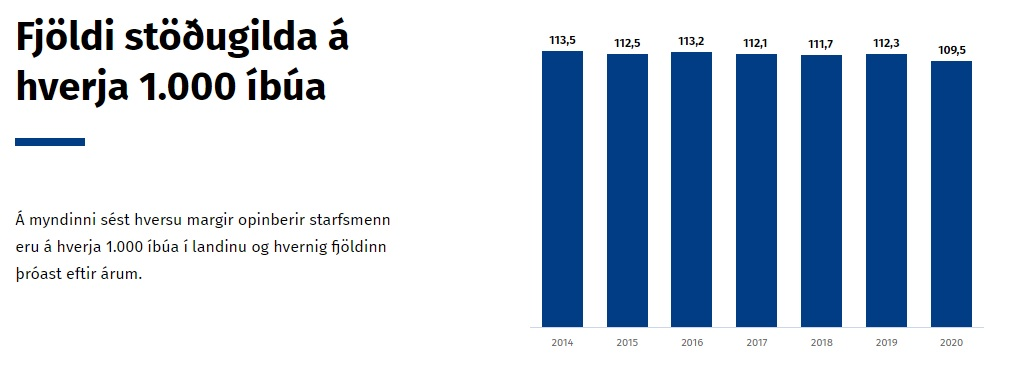 Fjöldi stöðugilda á
hverja 1.000 íbúa
Á myndinni sést hversu margir opinberir starfsmenn
eru á hverja 1.000 íbúa í landinu og hvernig fjöldinn
þróast eftir árum.
113,5 112,5 113,2 112,1 111,7 112,3 109,5
2014 2015 2016 2017 2018 2019 2020